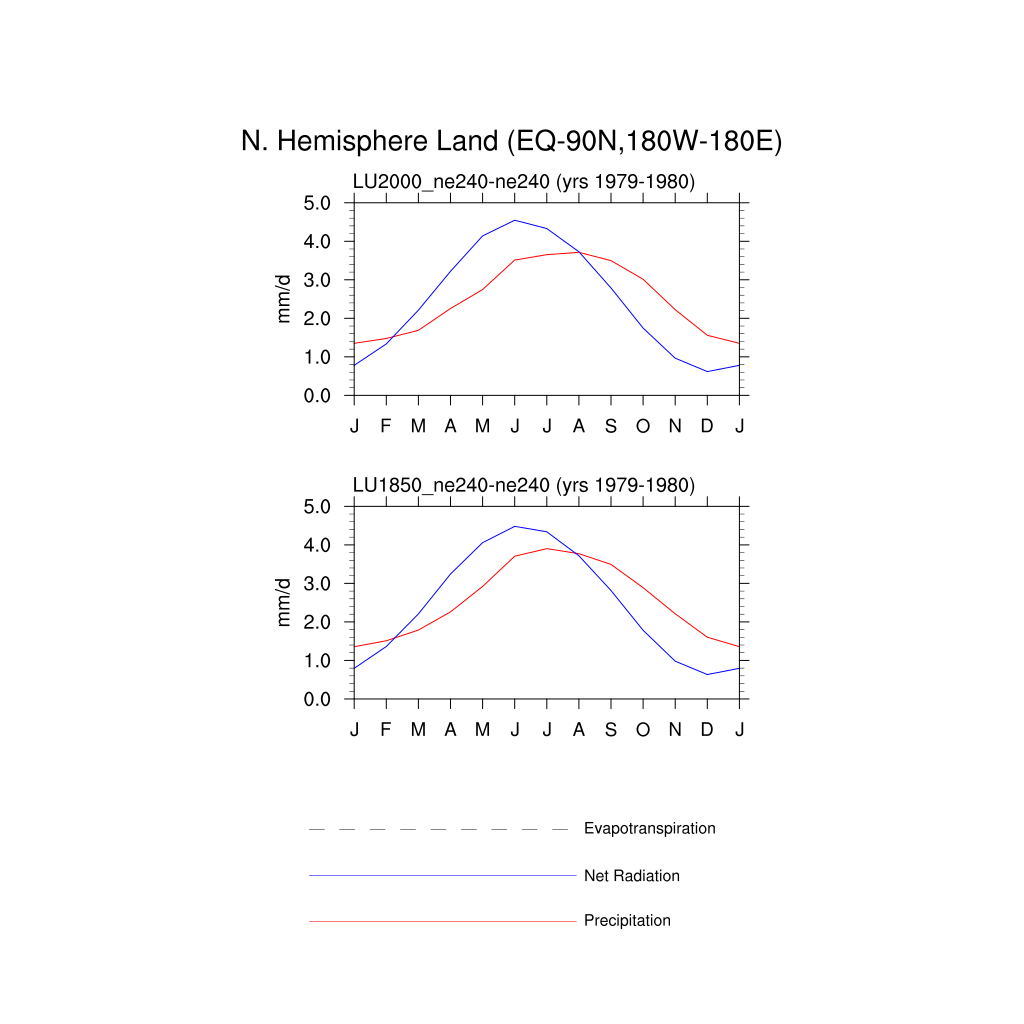 N. Hemisphere Land (EQ-90N,180W-180E)
LU2000_ne240-ne240 (yrs 1979-1980)
5.0
4.0
3.0
2.0
1.0
0.0
mm/d
J F M A M J J A S O N D J
LU1850_ne240-ne240 (yrs 1979-1980)
5.0
4.0
3.0
2.0
1.0
0.0
mm/d
J F M A M J J A S O N D J
Evapotranspiration
Net Radiation
Precipitation